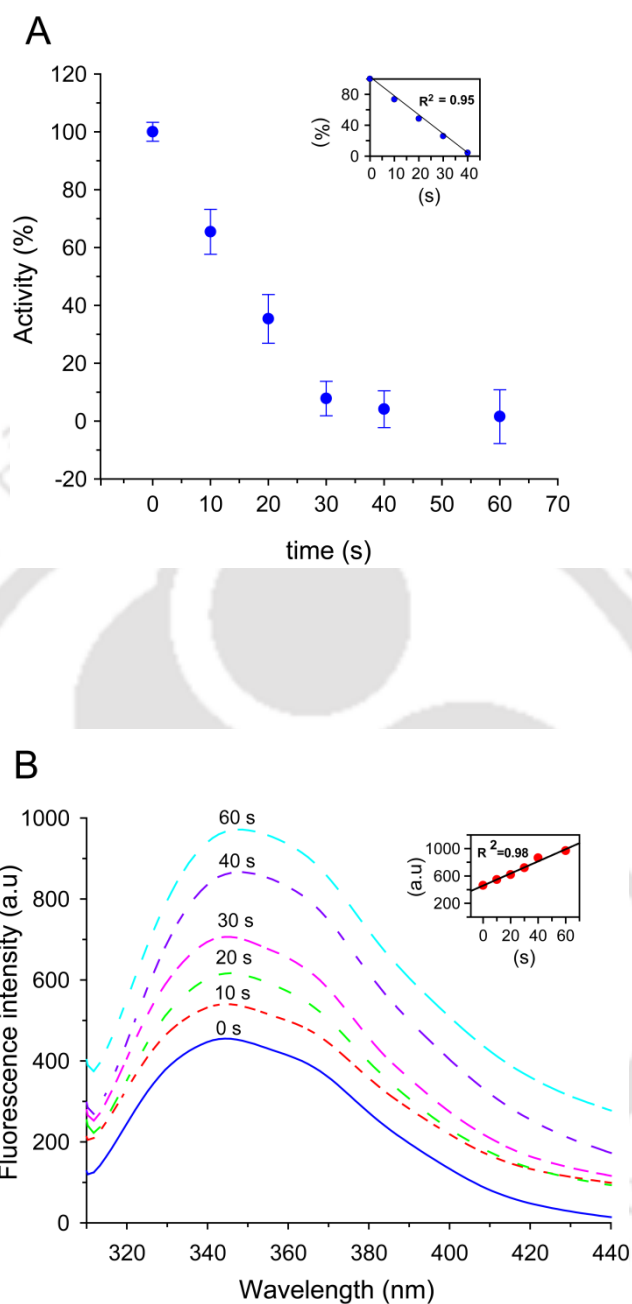 A
120
100
80
60
40
20
0
-20
Activity (%)
0 10 20 30 40 50 60 70
time (s)
80
40
0
(%)
R² = 0.95
0 10 20 30 40
(s)
B
1000
800
600
400
200
0
Fluorescence intensity (a.u)
60 s
40 s
30 s
20 s
10 s
0 s
320 340 360 380 400 420 440
Wavelength (nm)
1000
600
200
(a.u)
R ²=0.98
0 20 40 60
(s)